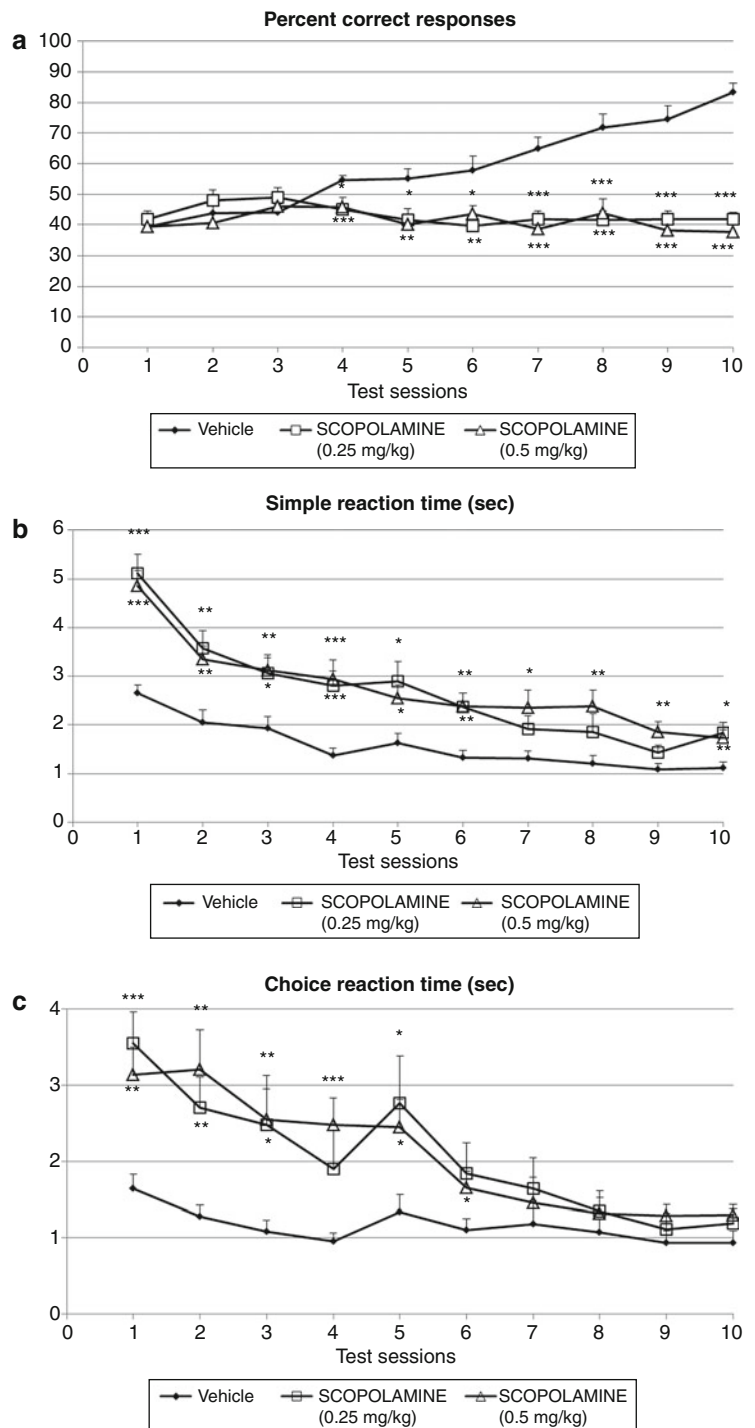 Percent correct responses
a
100
90
80
70
60
50
40
30
20
10
0
* * * *** *** *** ***
*** ** ** *** *** *** ***
0 1 2 3 4 5 6 7 8 9 10
Test sessions
Vehicle SCOPOLAMINE SCOPOLAMINE
(0.25 mg/kg) (0.5 mg/kg)
Simple reaction time (sec)
b
6
5
4
3
2
1
0
*** ** ** *** * ** * ** ** *
*** ** * *** * ** **
0 1 2 3 4 5 6 7 8 9 10
Test sessions
Vehicle SCOPOLAMINE SCOPOLAMINE
(0.25 mg/kg) (0.5 mg/kg)
Choice reaction time (sec)
c
4
3
2
1
0
*** ** ** *** *
** ** * * *
0 1 2 3 4 5 6 7 8 9 10
Test sessions
Vehicle SCOPOLAMINE SCOPOLAMINE
(0.25 mg/kg) (0.5 mg/kg)